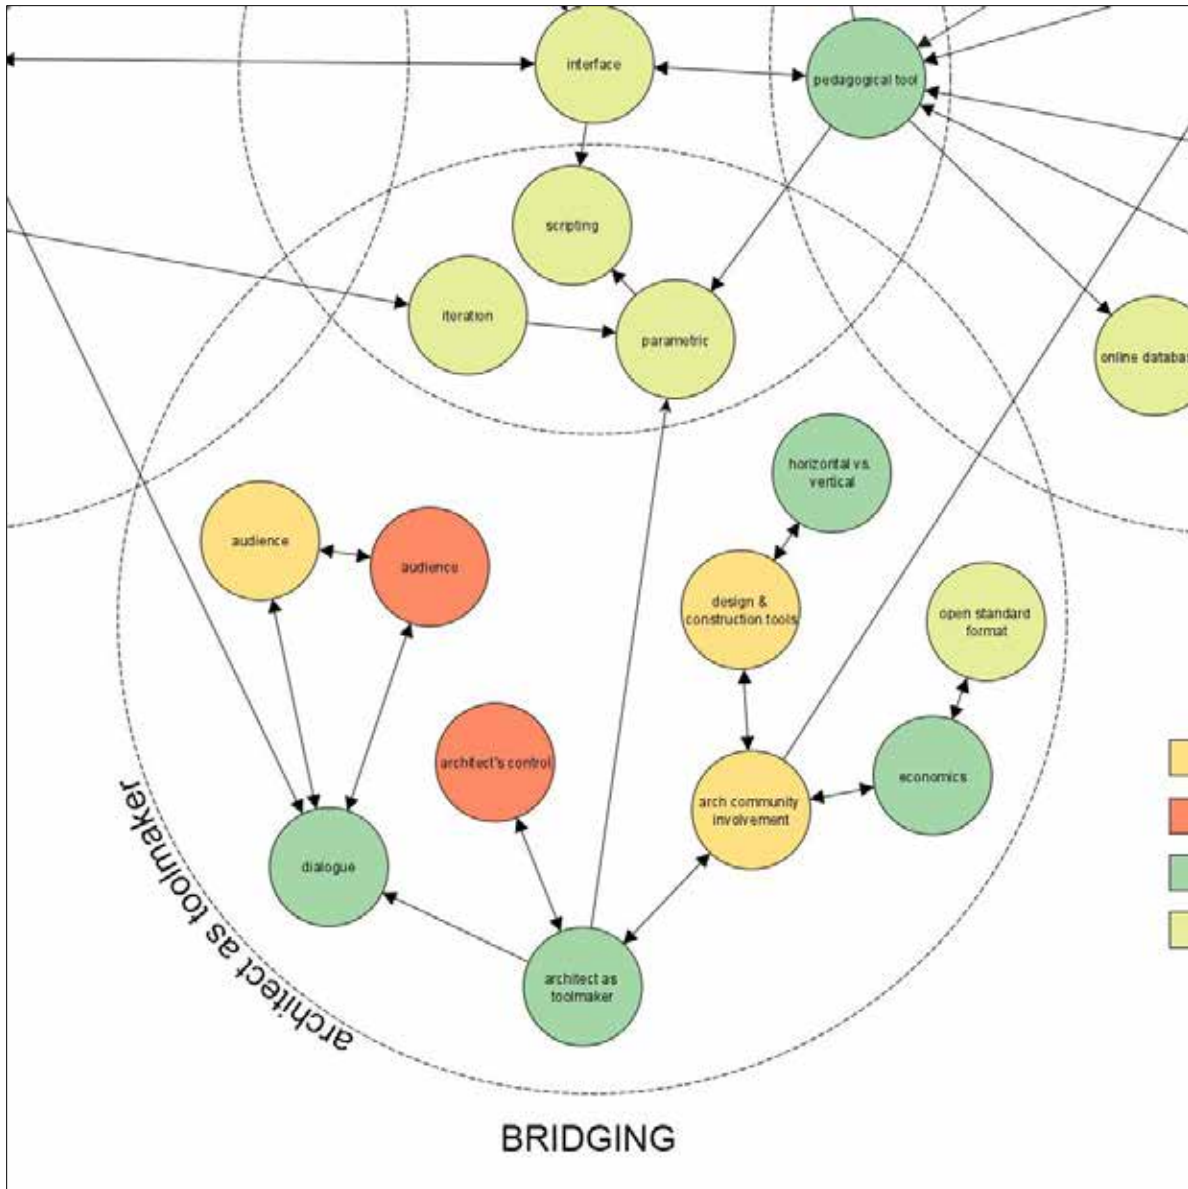 interface
pedagogical tool
scripting
iteration
parametric
online databas
horizontal vs.
vertical
audience
audience
design &
construction tools
open standard
format
architect's control
economics
arch community
involvement
dialogue
architect as
toolmaker
architect as toolmaker
BRIDGING